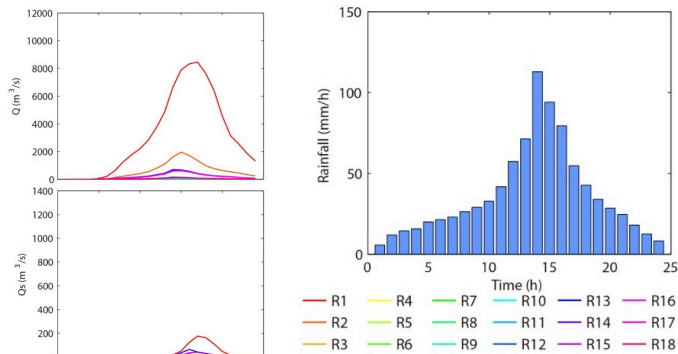 12000
10000
8000
6000
4000
2000
0
Q (m³/s)
1400
1200
1000
800
600
400
200
Qs (m³/s)
150
100
50
0
Rainfall (mm/h)
0 5 10 15 20 25
Time (h)
R1 R4 R7 R10 R13 R16
R2 R5 R8 R11 R14 R17
R3 R6 R9 R12 R15 R18